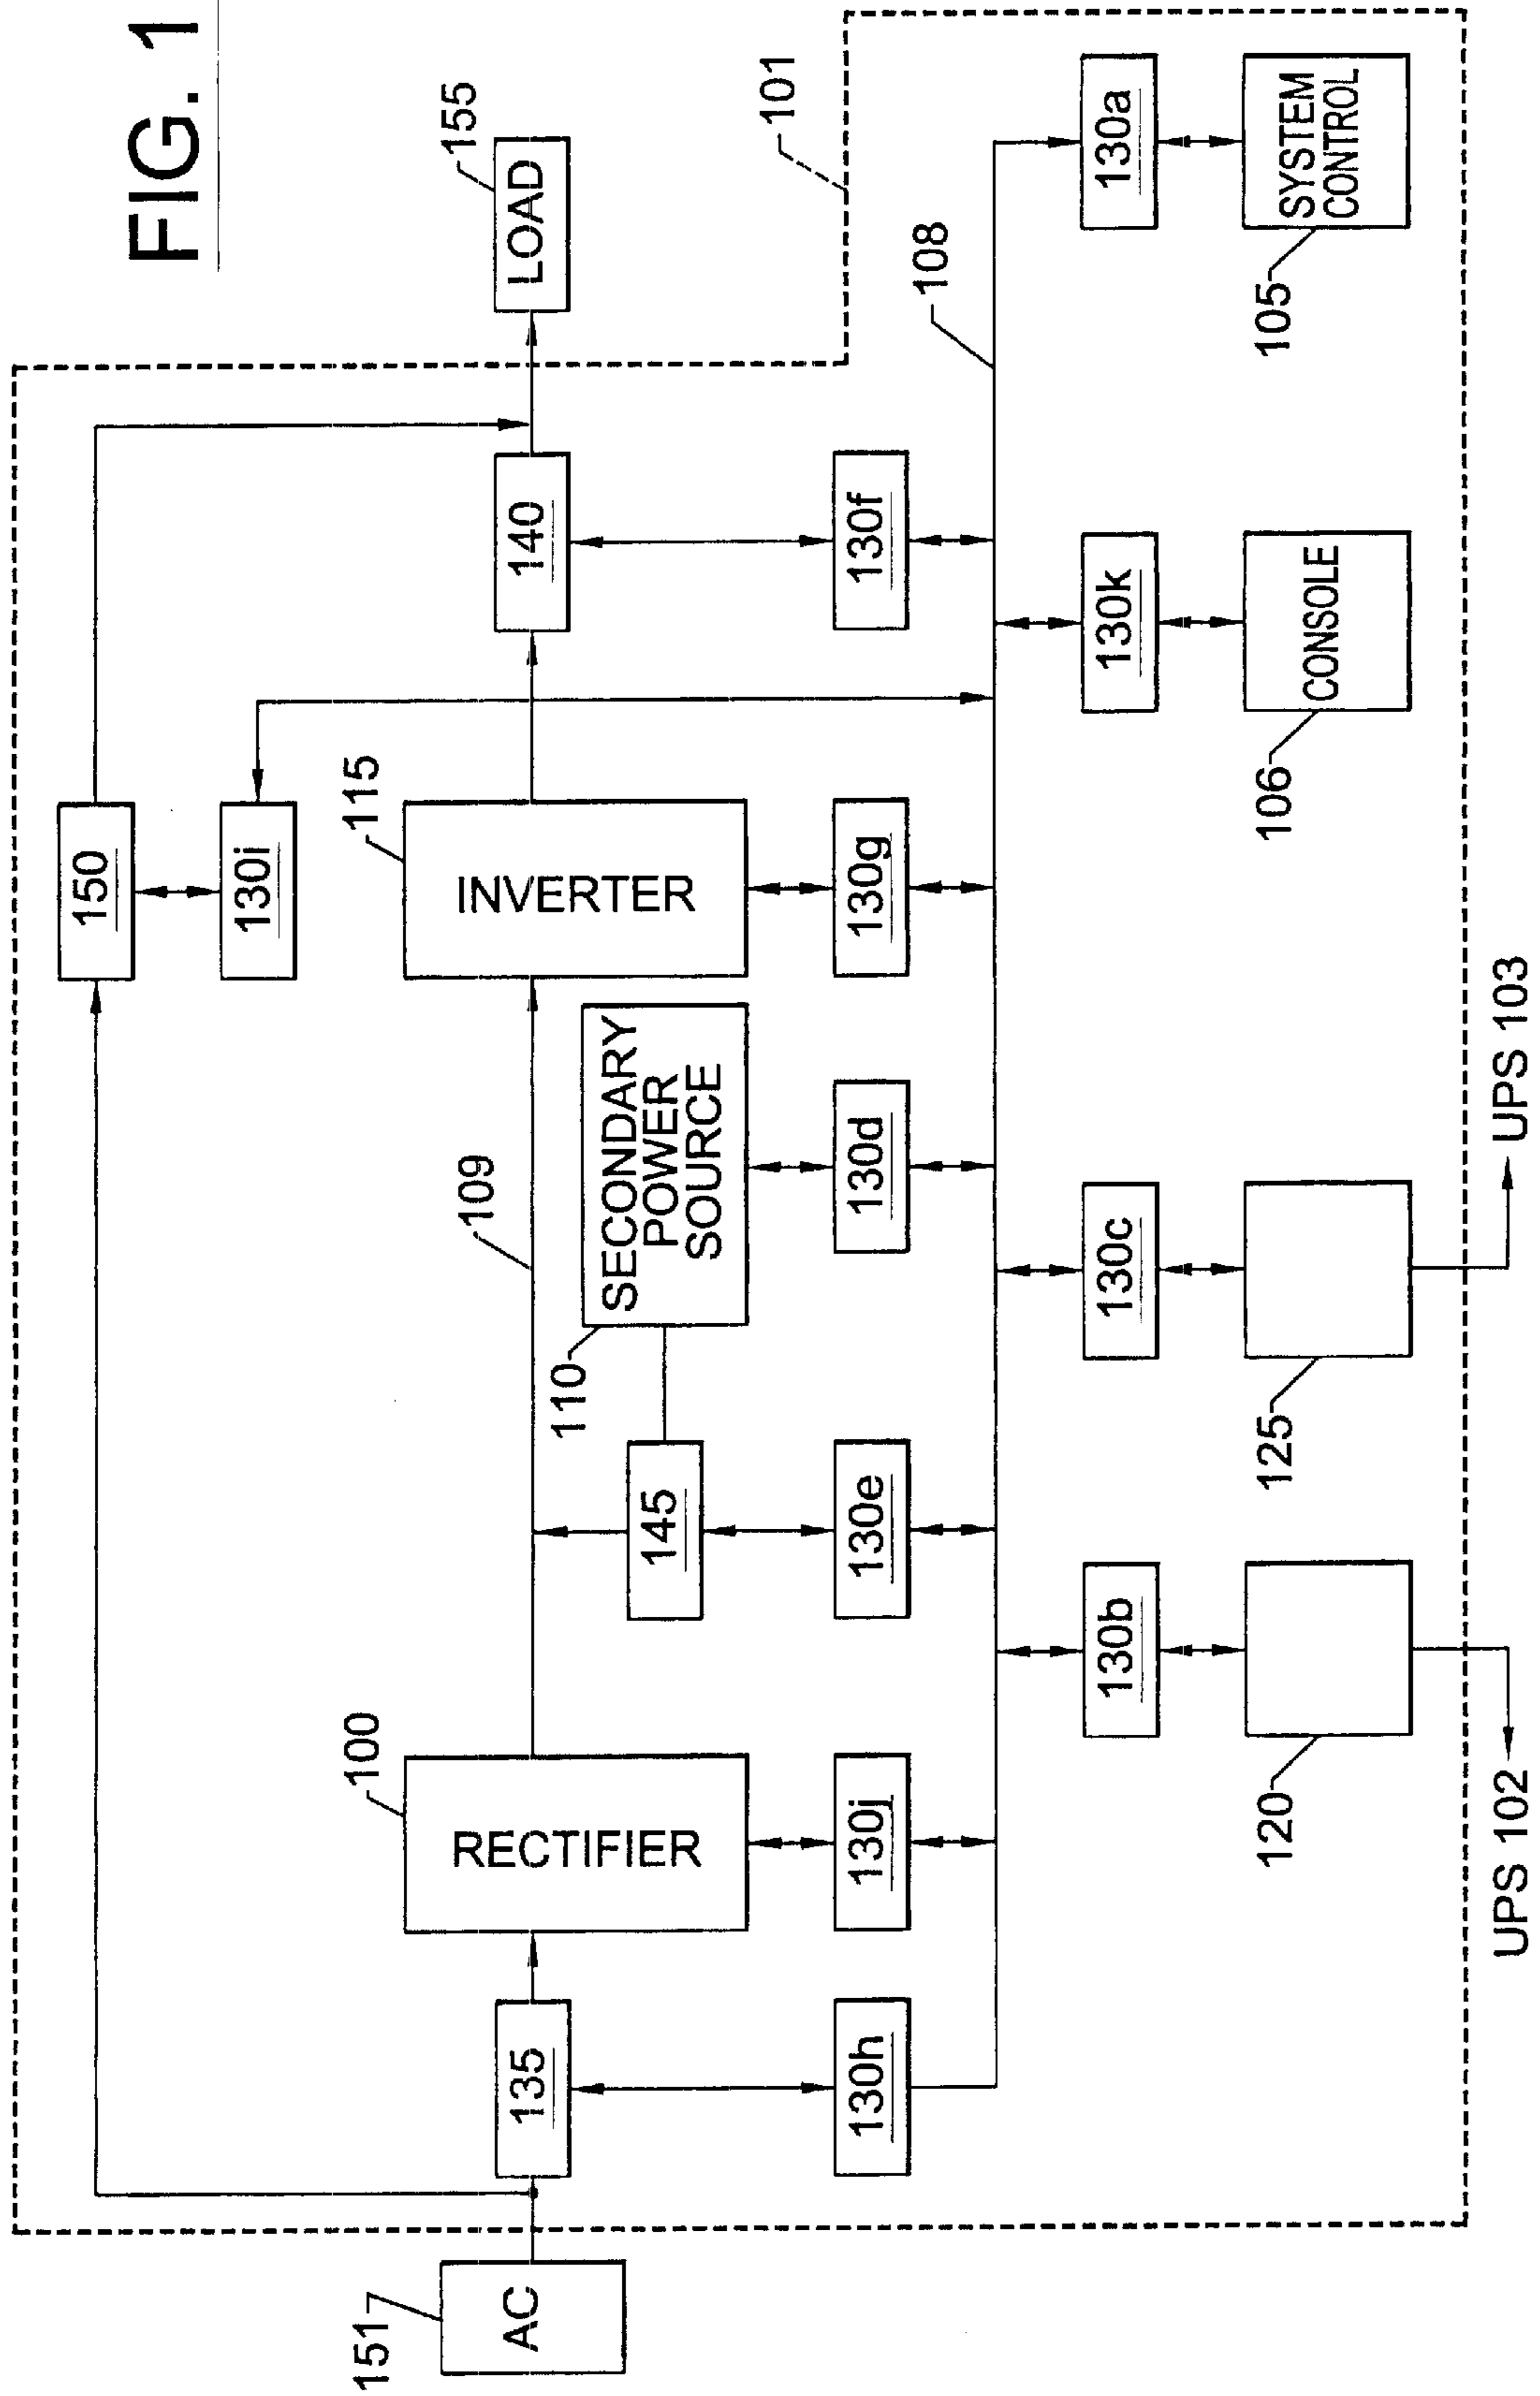 FIG. 1
155
LOAD
101
150
130i
115
INVERTER
140
130f
108
130a
SYSTEM
CONTROL
105
130g
130k
CONSOLE
106
109
SECONDARY
POWER
SOURCE
110
130d
145
130e
130c
125
UPS 103
100
RECTIFIER
130j
130b
120
UPS 102
135
130h
151
AC